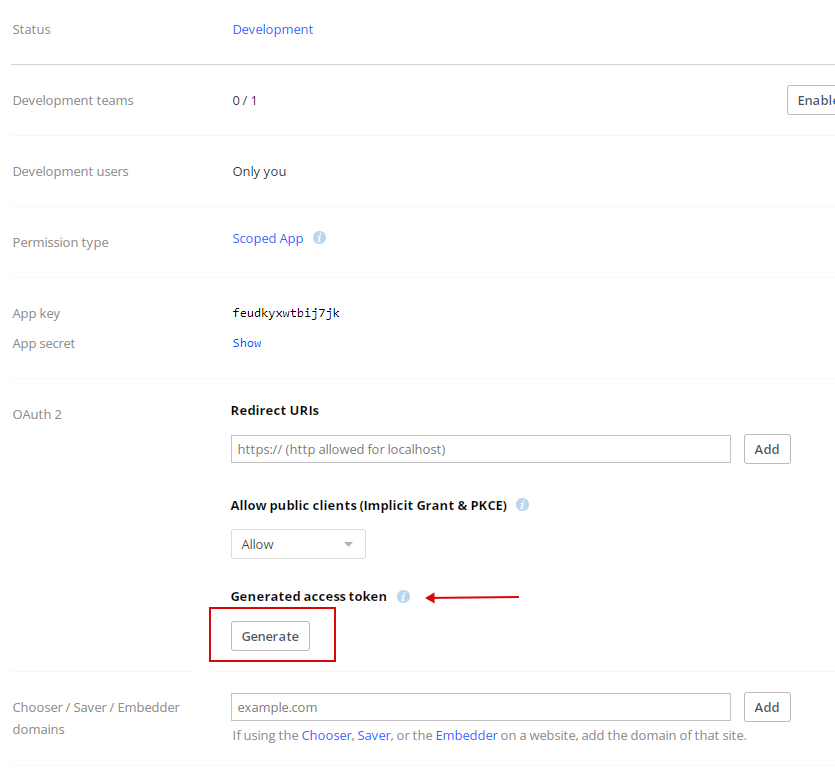 Status Development
Development teams 0 / 1 Enable
Development users Only you
Permission type Scoped App
App key feudkyxwtbij7jk
App secret Show
OAuth 2 Redirect URIs
https:// (http allowed for localhost) Add
Allow public clients (Implicit Grant & PKCE)
Allow
Generated access token
Generate
Chooser / Saver / Embedder domains
example.com Add
If using the Chooser, Saver, or the Embedder on a website, add the domain of that site.